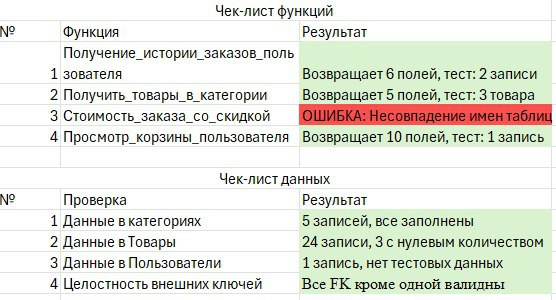 Чек-лист функций
№ Функция Результат
Получение_истории_заказов_поль
1 зователя Возвращает 6 полей, тест: 2 записи
2 Получить_товары_в_категории Возвращает 5 полей, тест: 3 товара
3 Стоимость_заказа_со_скидкой ОШИБКА: Несовпадение имен таблиц
4 Просмотр_корзины_пользователя Возвращает 10 полей, тест: 1 запись
Чек-лист данных
№ Проверка Результат
1 Данные в категориях 5 записей, все заполнены
2 Данные в Товары 24 записи, 3 с нулевым количеством
3 Данные в Пользователи 1 запись, нет тестовых данных
4 Целостность внешних ключей Все FK кроме одной валидны